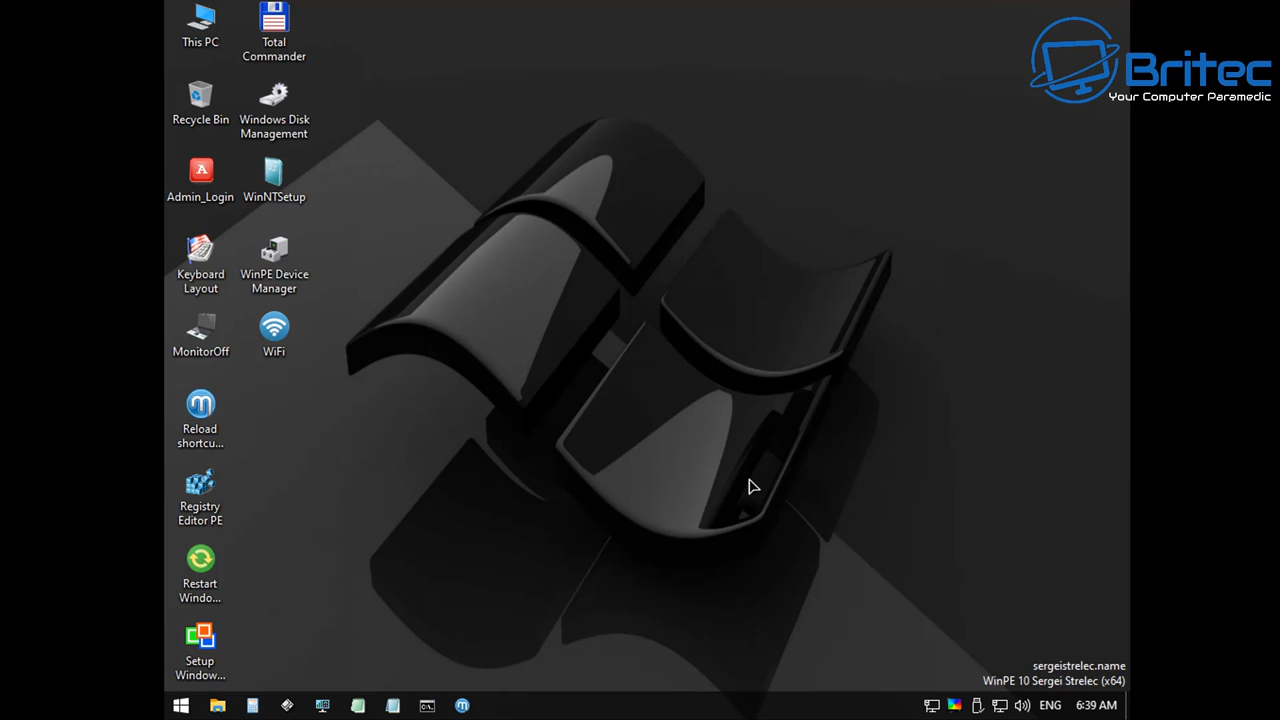 This PC
Total
Commander
Britec
Your Computer Paramedic
Recycle Bin
Windows Disk
Management
Admin_Login
WinNTSetup
Keyboard
Layout
WinPE Device
Manager
MonitorOff
WiFi
Reload
shortcu...
Registry
Editor PE
Restart
Windo...
Setup
Window...
sergeistrelec.name
WinPE 10 Sergei Strelec (x64)
ENG
6:39 AM